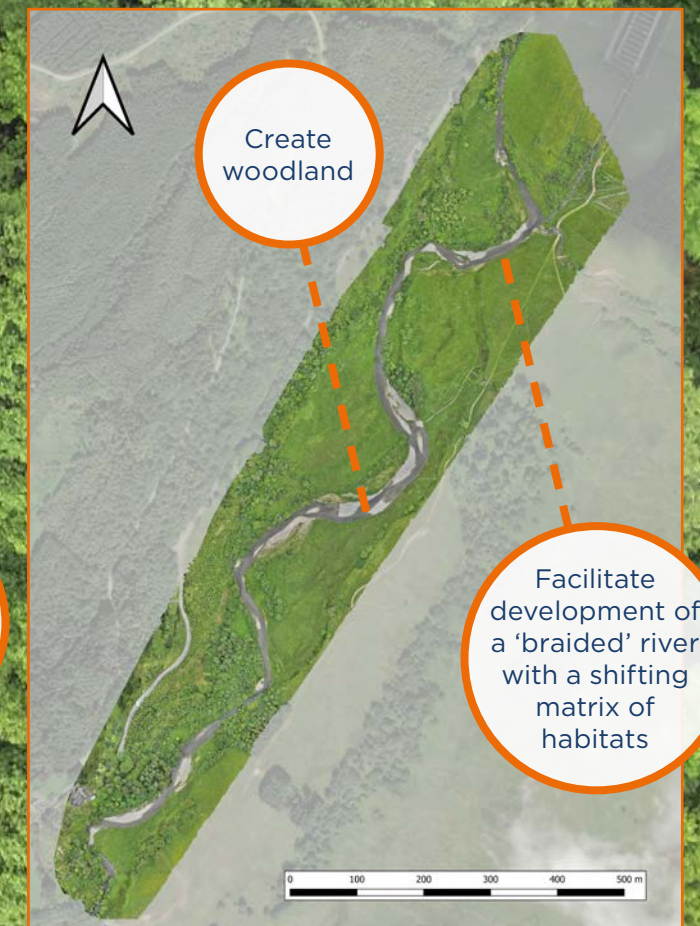 Create
woodland
Facilitate
development of
a ‘braided’ river
with a shifting
matrix of
habitats
0 100 200 300 400 500 m